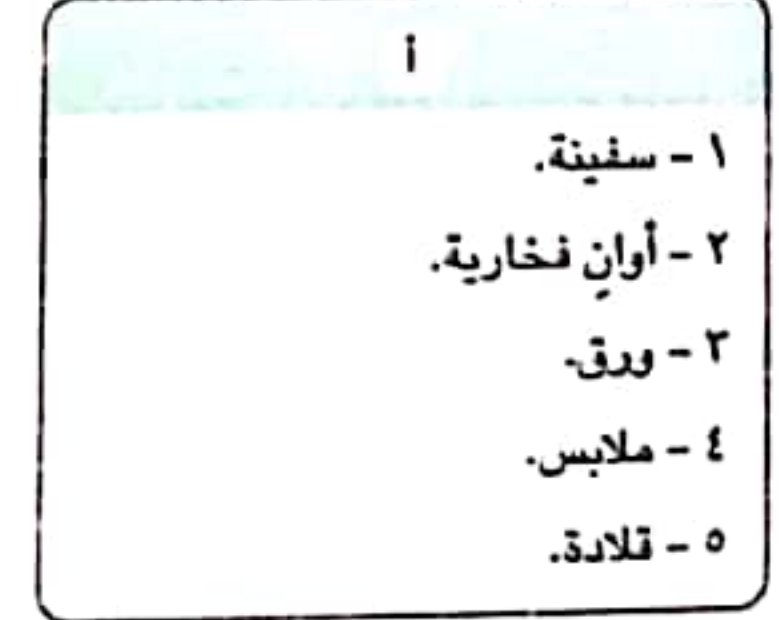 أ
١ - سفينة.
٢ - أوانٍ فخارية.
٣ - ورق.
٤ - ملابس.
٥ - قلادة.